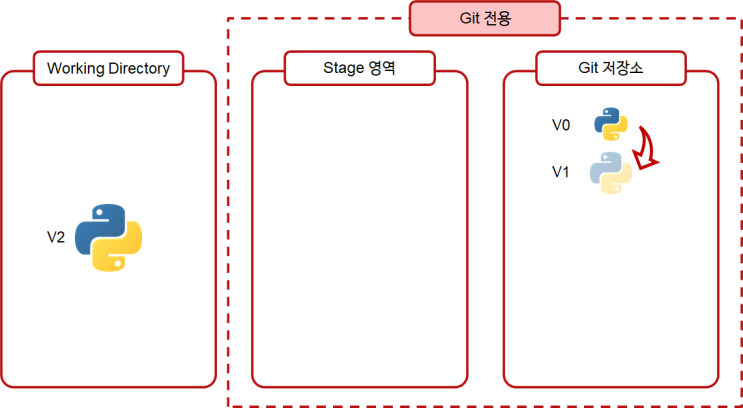 Git 전용
Working Directory
Stage 영역
Git 저장소
V0
V1
V2